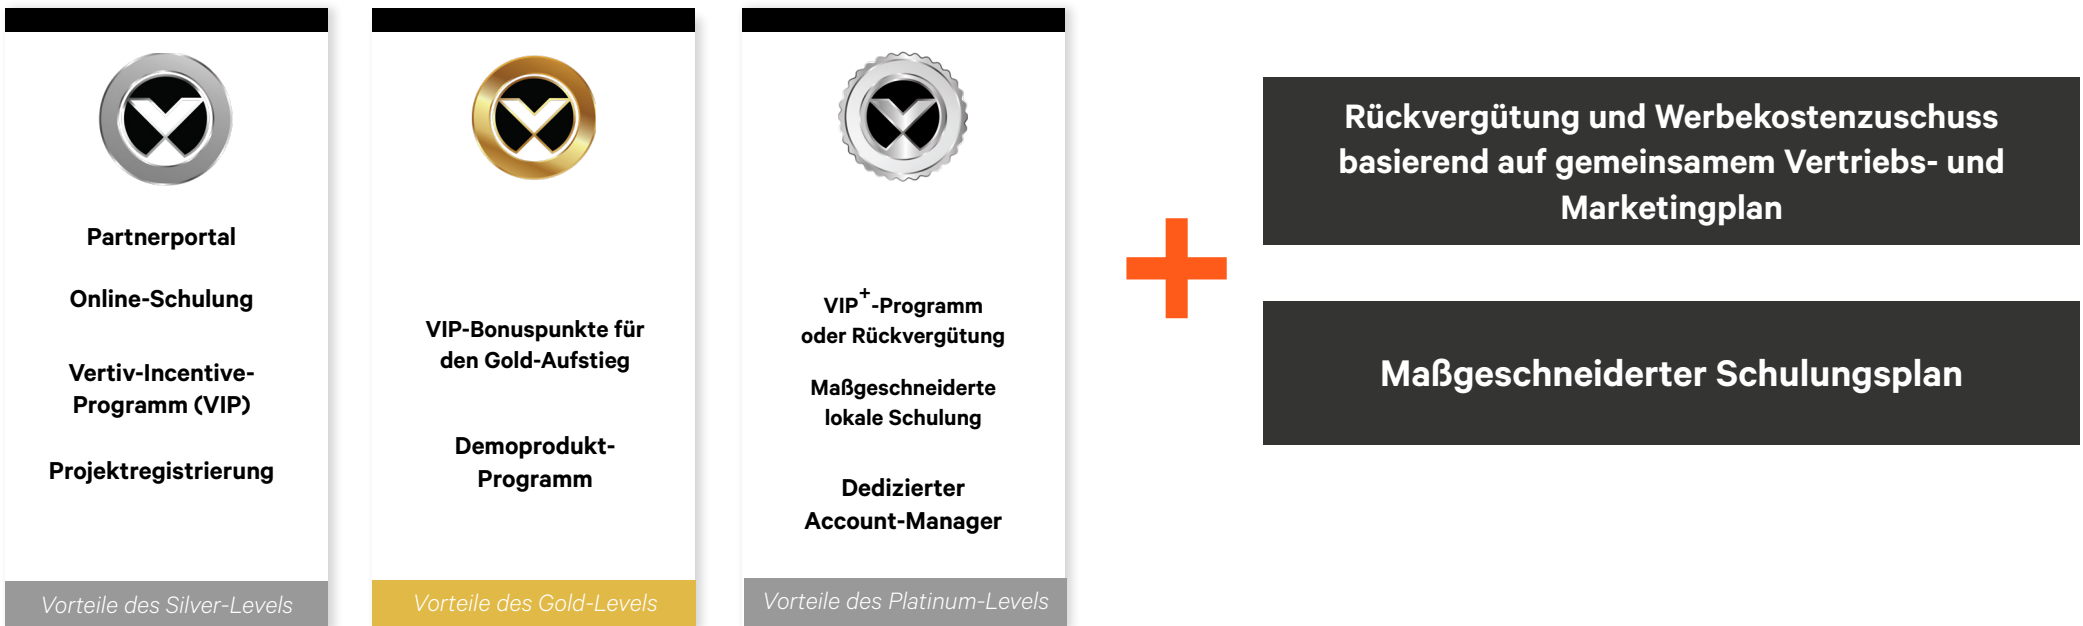 Partnerportal
Online-Schulung
Vertiv-Incentive-
Programm (VIP)
Projektregistrierung
Vorteile des Silver-Levels
VIP-Bonuspunkte für
den Gold-Aufstieg
Demoprodukt-
Programm
Vorteile des Gold-Levels
VIP+-Programm
oder Rückvergütung
Maßgeschneiderte
lokale Schulung
Dedizierter
Account-Manager
Vorteile des Platinum-Levels
Rückvergütung und Werbekostenzuschuss
basierend auf gemeinsamem Vertriebs- und
Marketingplan
Maßgeschneiderter Schulungsplan